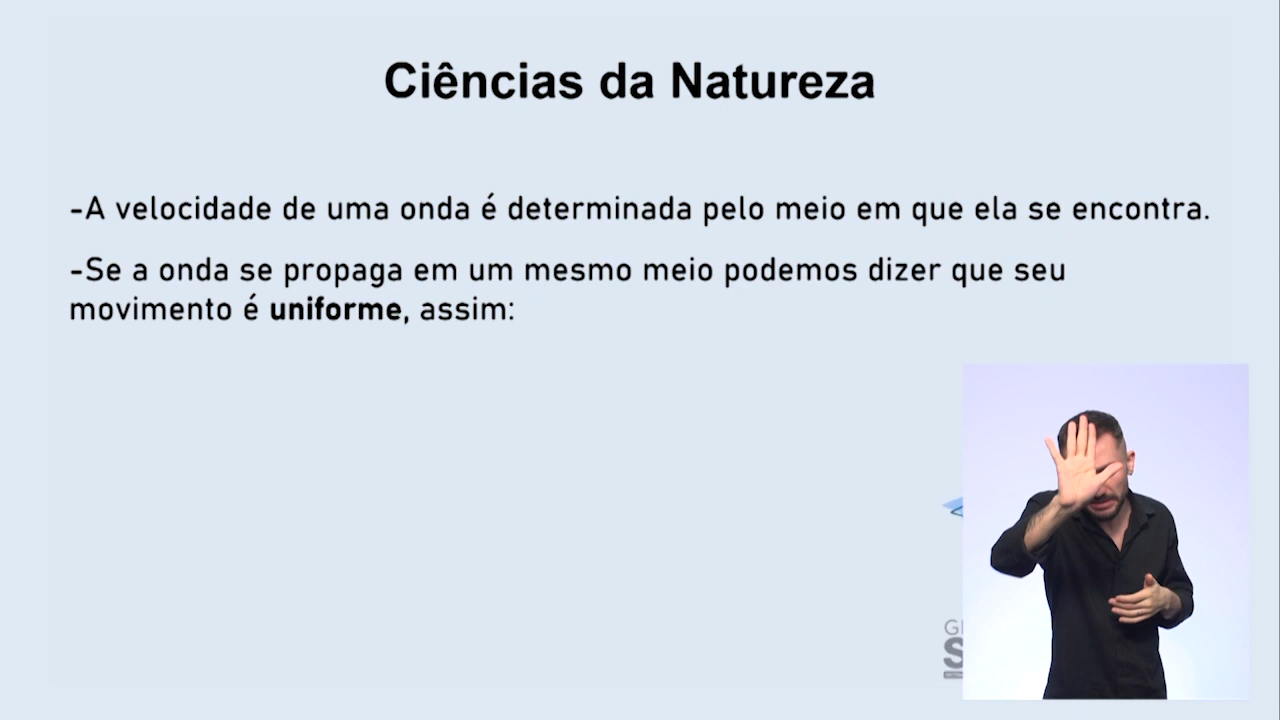 Ciências da Natureza
-A velocidade de uma onda é determinada pelo meio em que ela se encontra.
-Se a onda se propaga em um mesmo meio podemos dizer que seu
movimento é uniforme, assim: